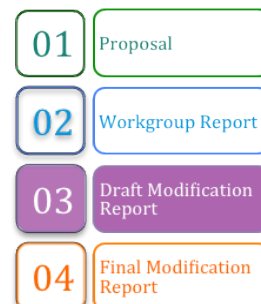 01
Proposal
02
Workgroup Report
03
Draft Modification
Report
04
Final Modification
Report